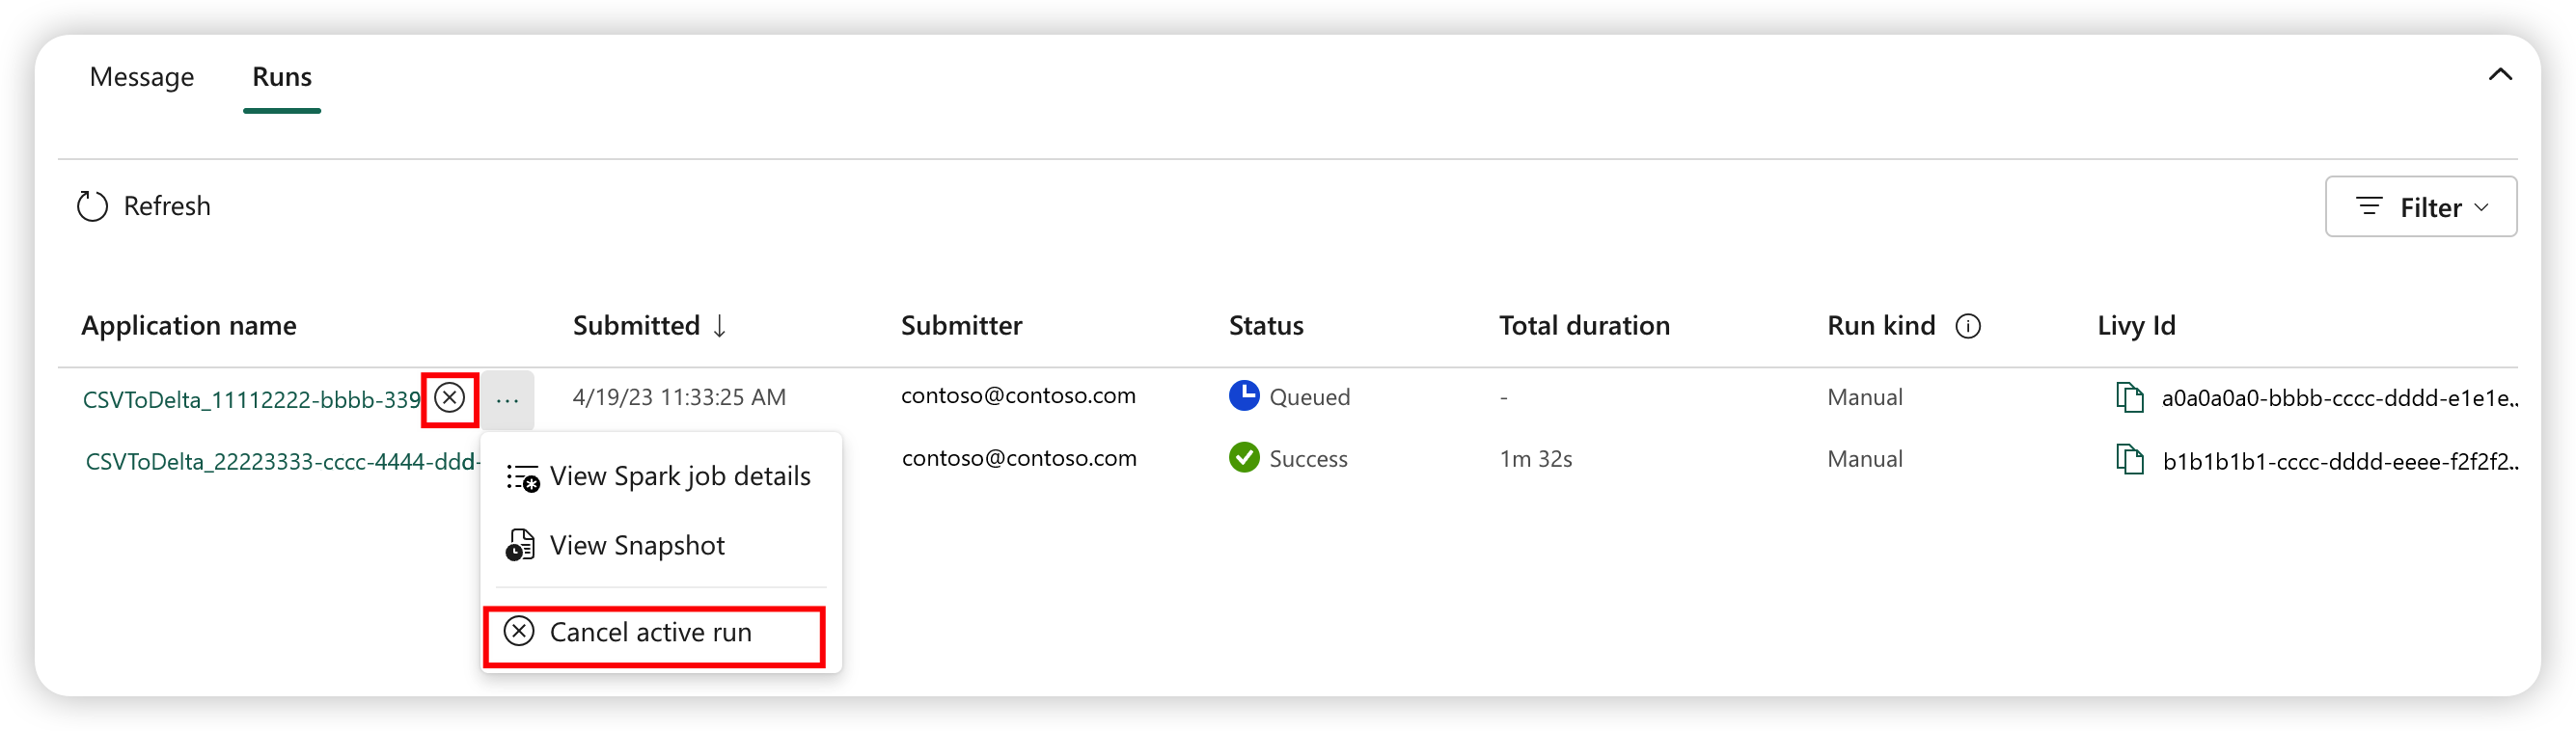 Message Runs
Refresh Filter
Application name Submitted ↓ Submitter Status Total duration Run kind Livy Id
CSVToDelta_11112222-bbbb-339 ... 4/19/23 11:33:25 AM contoso@contoso.com Queued - Manual a0a0a0a0-bbbb-cccc-dddd-e1e1e..
CSVToDelta_22223333-cccc-4444-ddd- contoso@contoso.com Success 1m 32s Manual b1b1b1b1-cccc-dddd-eeee-f2f2f2..
View Spark job details
View Snapshot
Cancel active run